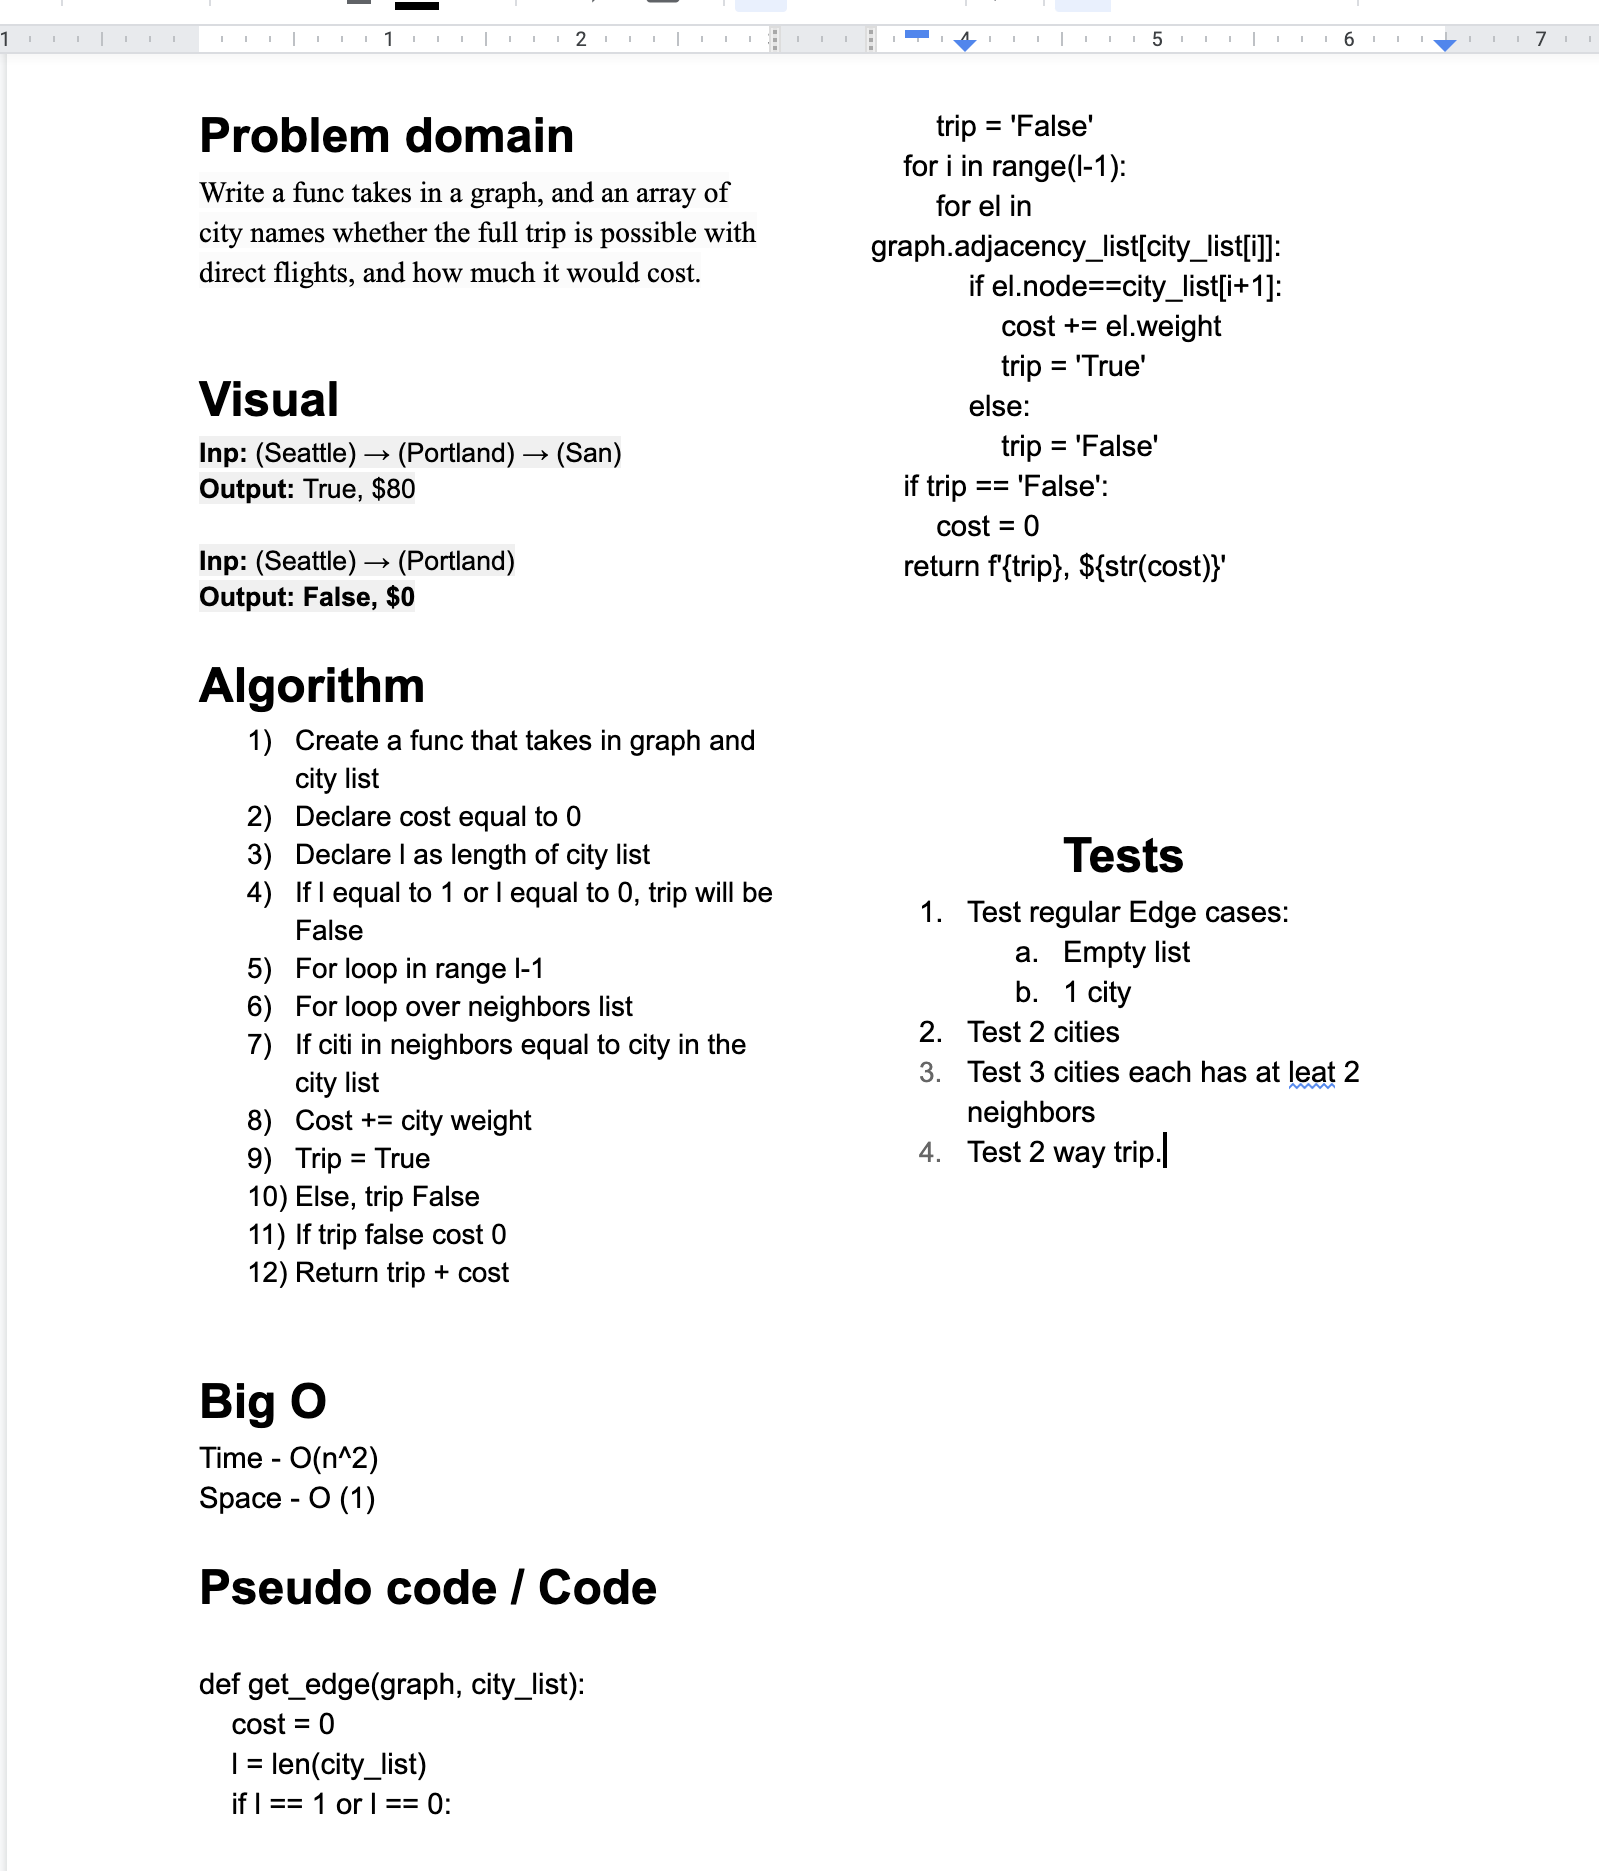 1 1 2 4 5 6 7
Problem domain
Write a func takes in a graph, and an array of
city names whether the full trip is possible with
direct flights, and how much it would cost.
Visual
Inp: (Seattle) → (Portland) → (San)
Output: True, $80
Inp: (Seattle) → (Portland)
Output: False, $0
Algorithm
1) Create a func that takes in graph and
city list
2) Declare cost equal to 0
3) Declare l as length of city list
4) If l equal to 1 or l equal to 0, trip will be
False
5) For loop in range l-1
6) For loop over neighbors list
7) If citi in neighbors equal to city in the
city list
8) Cost += city weight
9) Trip = True
10) Else, trip False
11) If trip false cost 0
12) Return trip + cost
Big O
Time - O(n^2)
Space - O (1)
Pseudo code / Code
def get_edge(graph, city_list):
cost = 0
l = len(city_list)
if l == 1 or l == 0:
trip = 'False'
for i in range(l-1):
for el in
graph.adjacency_list[city_list[i]]:
if el.node==city_list[i+1]:
cost += el.weight
trip = 'True'
else:
trip = 'False'
if trip == 'False':
cost = 0
return f'{trip}, ${str(cost)}'
Tests
1. Test regular Edge cases:
a. Empty list
b. 1 city
2. Test 2 cities
3. Test 3 cities each has at leat 2
neighbors
4. Test 2 way trip.